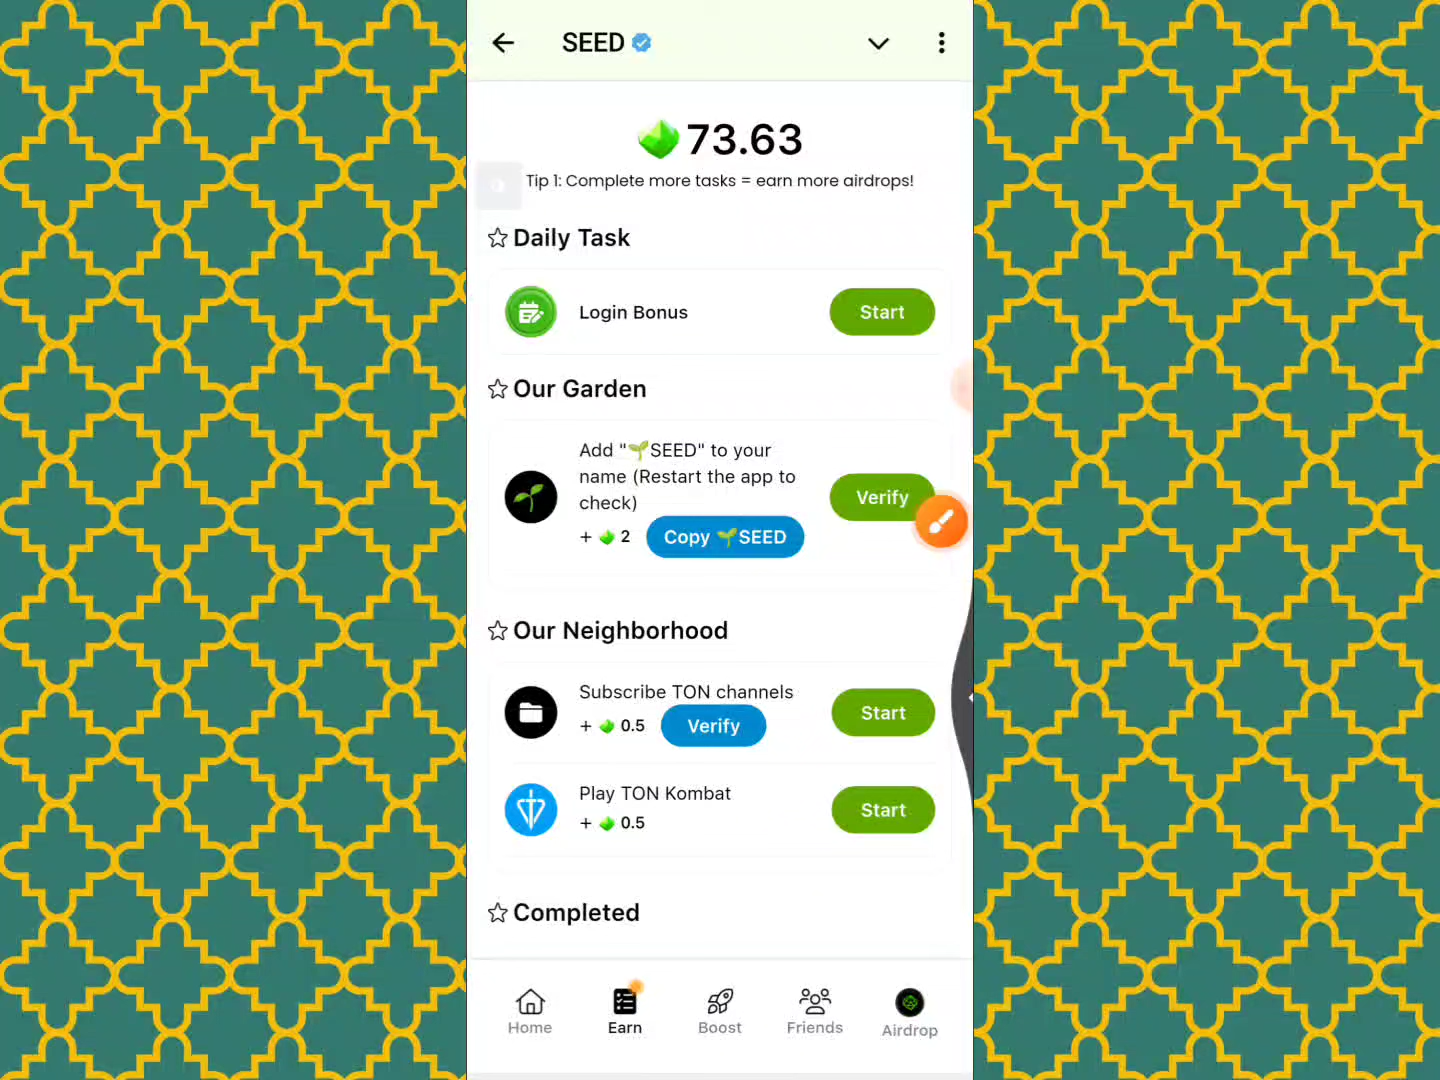 SEED
73.63
Tip 1: Complete more tasks = earn more airdrops!
Daily Task
Login Bonus
Start
Our Garden
Add "🌱SEED" to your
name (Restart the app to
check)
+ 2
Copy 🌱SEED
Verify
Our Neighborhood
Subscribe TON channels
+ 0.5
Verify
Start
Play TON Kombat
+ 0.5
Start
Completed
Home
Earn
Boost
Friends
Airdrop